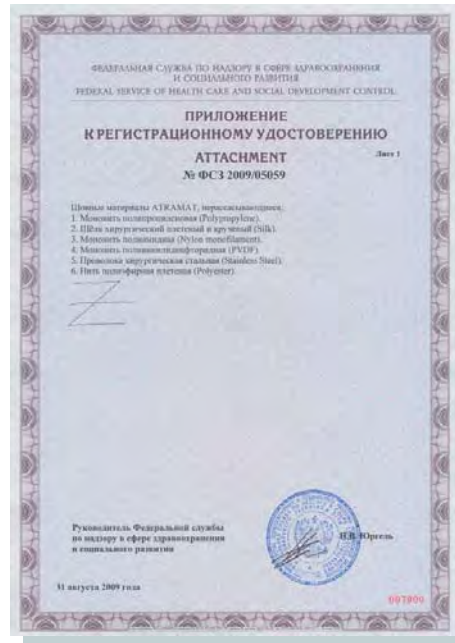 ФЕДЕРАЛЬНАЯ СЛУЖБА ПО НАДЗОРУ В СФЕРЕ ЗДРАВООХРАНЕНИЯ
И СОЦИАЛЬНОГО РАЗВИТИЯ
FEDERAL SERVICE OF HEALTH CARE AND SOCIAL DEVELOPMENT CONTROL
ПРИЛОЖЕНИЕ
К РЕГИСТРАЦИОННОМУ УДОСТОВЕРЕНИЮ
ATTACHMENT
Лист 1
№ ФСЗ 2009/05059
Шовные материалы ATRAMAT, нерассасывающиеся:
1. Мононить полипропиленовая (Polypropylene).
2. Шёлк хирургический плетеный и крученый (Silk).
3. Мононить полиамидная (Nylon monofilament).
4. Мононить поливинилиденфторидная (PVDF).
5. Проволока хирургическая стальная (Stainless Steel).
6. Нить полиэфирная плетеная (Polyester).
Руководитель Федеральной службы
по надзору в сфере здравоохранения
и социального развития
Н.В. Юргель
31 августа 2009 года